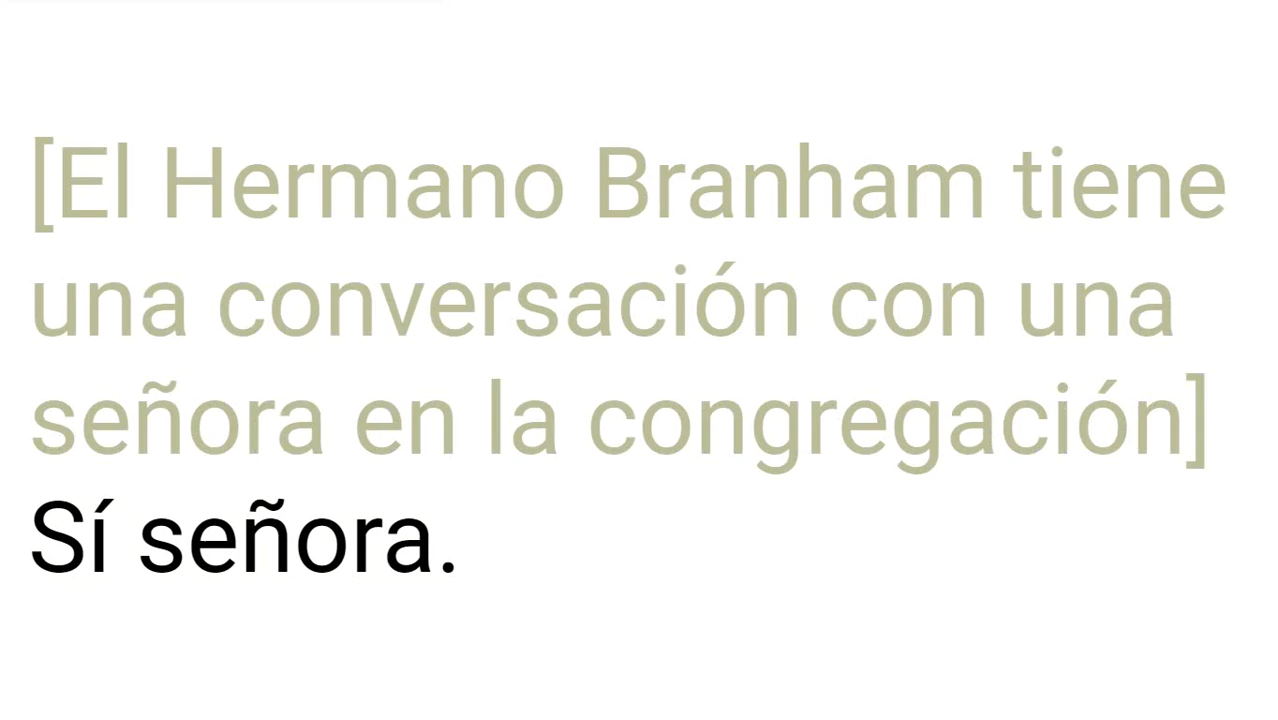 [El Hermano Branham tiene
una conversación con una
señora en la congregación]
Sí señora.